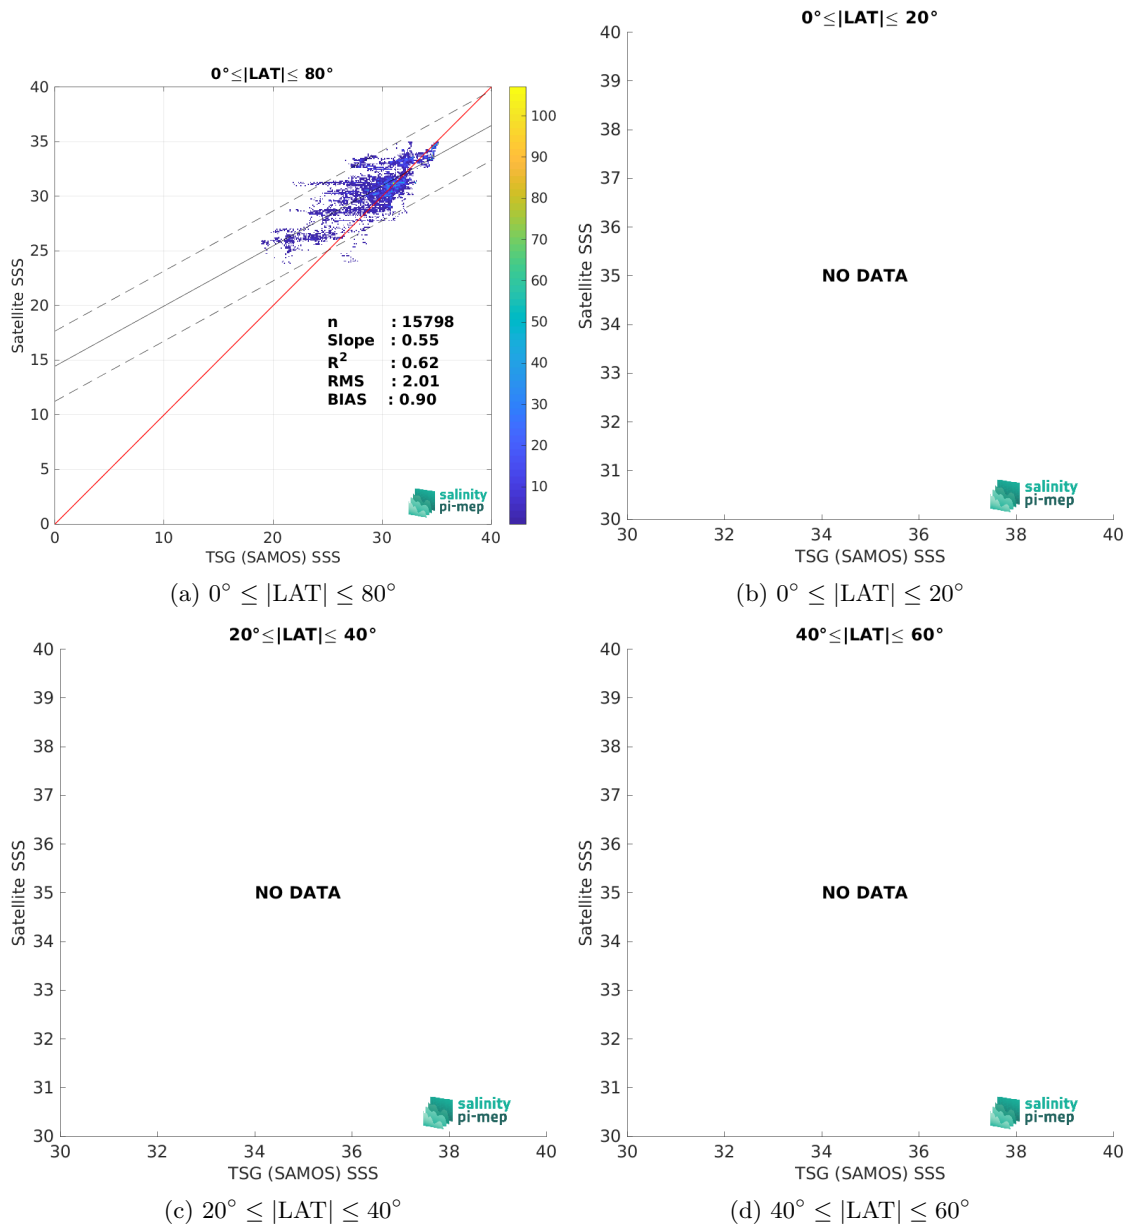 0°≤|LAT|≤ 80°
40
35
30
25
20
15
10
5
0
Satellite SSS
0
10
20
30
40
TSG (SAMOS) SSS
n : 15798
Slope : 0.55
R² : 0.62
RMS : 2.01
BIAS : 0.90
salinity
pi-mep
100
90
80
70
60
50
40
30
20
10
(a) 0° ≤ |LAT| ≤ 80°
0°≤|LAT|≤ 20°
40
39
38
37
36
35
34
33
32
31
30
Satellite SSS
NO DATA
salinity
pi-mep
30
32
34
36
38
40
TSG (SAMOS) SSS
(b) 0° ≤ |LAT| ≤ 20°
20°≤|LAT|≤ 40°
40
39
38
37
36
35
34
33
32
31
30
Satellite SSS
NO DATA
salinity
pi-mep
30
32
34
36
38
40
TSG (SAMOS) SSS
(c) 20° ≤ |LAT| ≤ 40°
40°≤|LAT|≤ 60°
40
39
38
37
36
35
34
33
32
31
30
Satellite SSS
NO DATA
salinity
pi-mep
30
32
34
36
38
40
TSG (SAMOS) SSS
(d) 40° ≤ |LAT| ≤ 60°